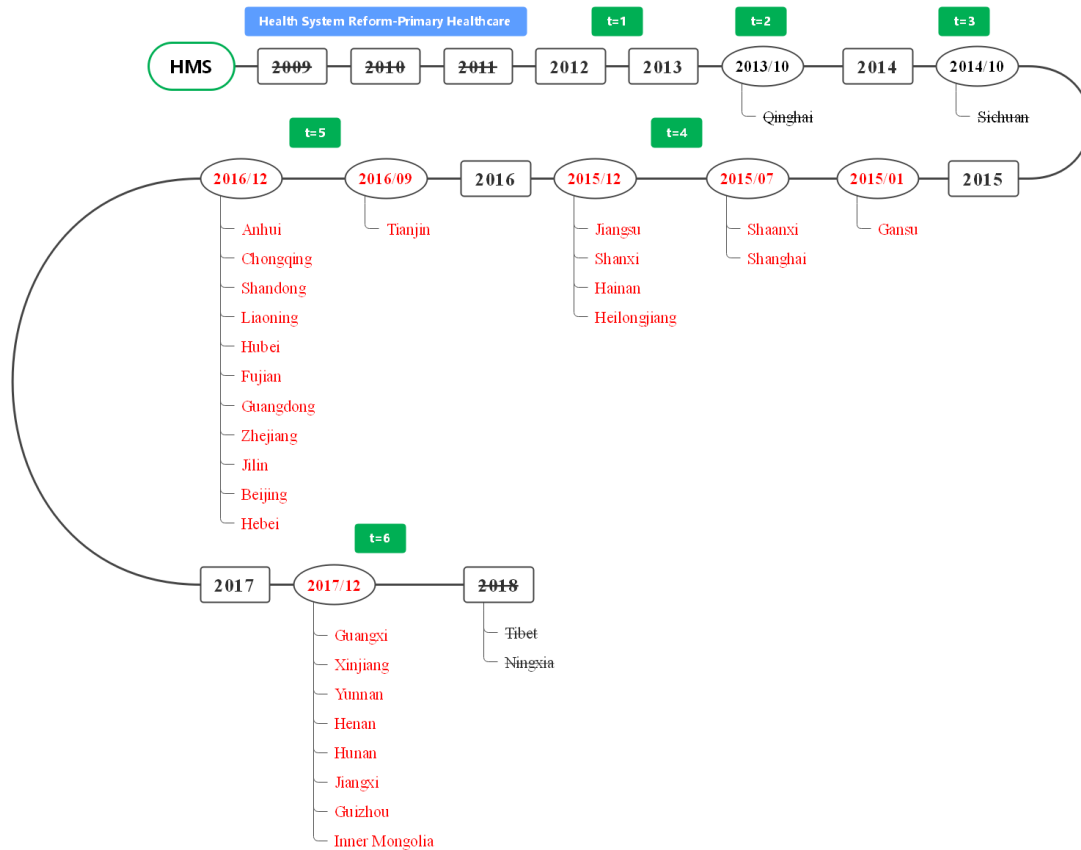 Health System Reform-Primary Healthcare
t=1
t=2
t=3
HMS
2009
2010
2011
2012
2013
2013/10
2014
2014/10
Qinghai
Sichuan
t=5
t=4
2016/12
2016/09
2016
2015/12
2015/07
2015/01
2015
Anhui
Chongqing
Shandong
Liaoning
Hubei
Fujian
Guangdong
Zhejiang
Jilin
Beijing
Hebei
Tianjin
Jiangsu
Shanxi
Hainan
Heilongjiang
Shaanxi
Shanghai
Gansu
t=6
2017
2017/12
2018
Guangxi
Xinjiang
Yunnan
Henan
Hunan
Jiangxi
Guizhou
Inner Mongolia
Tibet
Ningxia